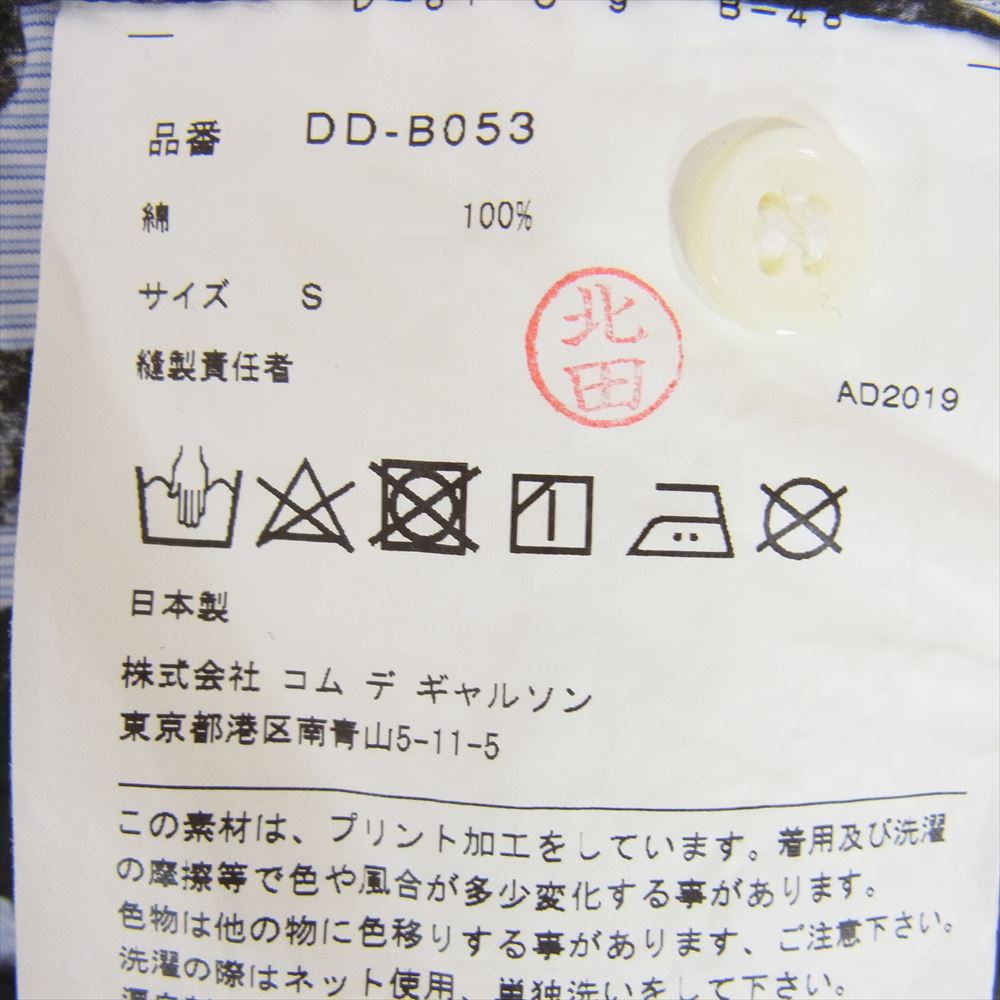 B-48
品番 DD-B053
綿 100%
サイズ S
縫製責任者
北田
AD2019
日本製
株式会社 コム デ ギャルソン
東京都港区南青山5-11-5
この素材は、プリント加工をしています。着用及び洗濯
の摩擦等で色や風合が多少変化する事があります。
色物は他の物に色移りする事があります、ご注意下さい。
洗濯の際はネット使用、単独洗いをして下さい。